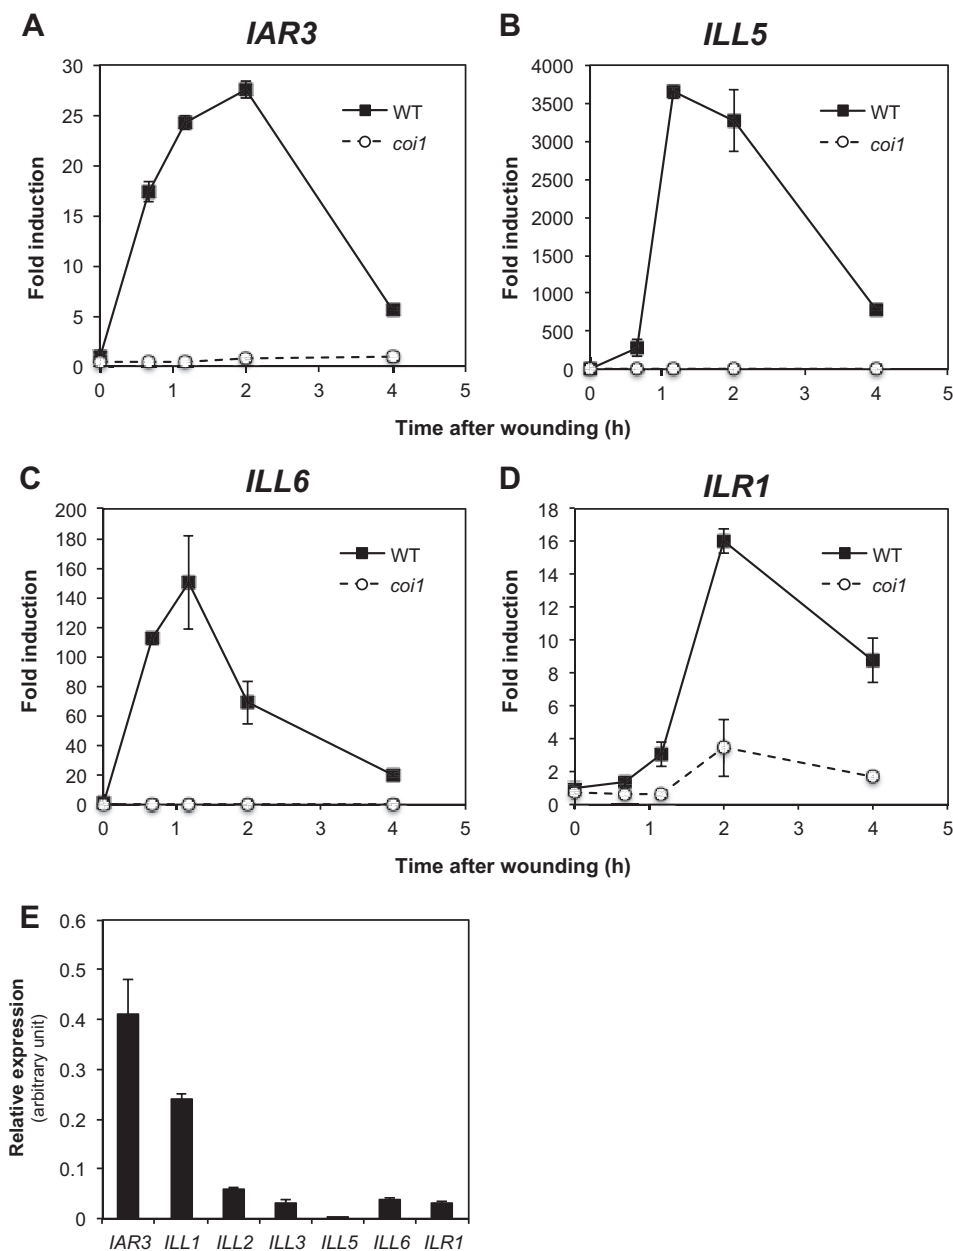 A
IAR3
30
25
20
15
10
5
0
Fold induction
WT
coi1
0 1 2 3 4 5
B
ILL5
4000
3500
3000
2500
2000
1500
1000
500
0
Fold induction
WT
coi1
0 1 2 3 4 5
Time after wounding (h)
C
ILL6
200
180
160
140
120
100
80
60
40
20
0
Fold induction
WT
coi1
0 1 2 3 4 5
D
ILR1
18
16
14
12
10
8
6
4
2
0
Fold induction
WT
coi1
0 1 2 3 4 5
Time after wounding (h)
E
0.6
0.5
0.4
0.3
0.2
0.1
0
Relative expression
(arbitrary unit)
IAR3 ILL1 ILL2 ILL3 ILL5 ILL6 ILR1